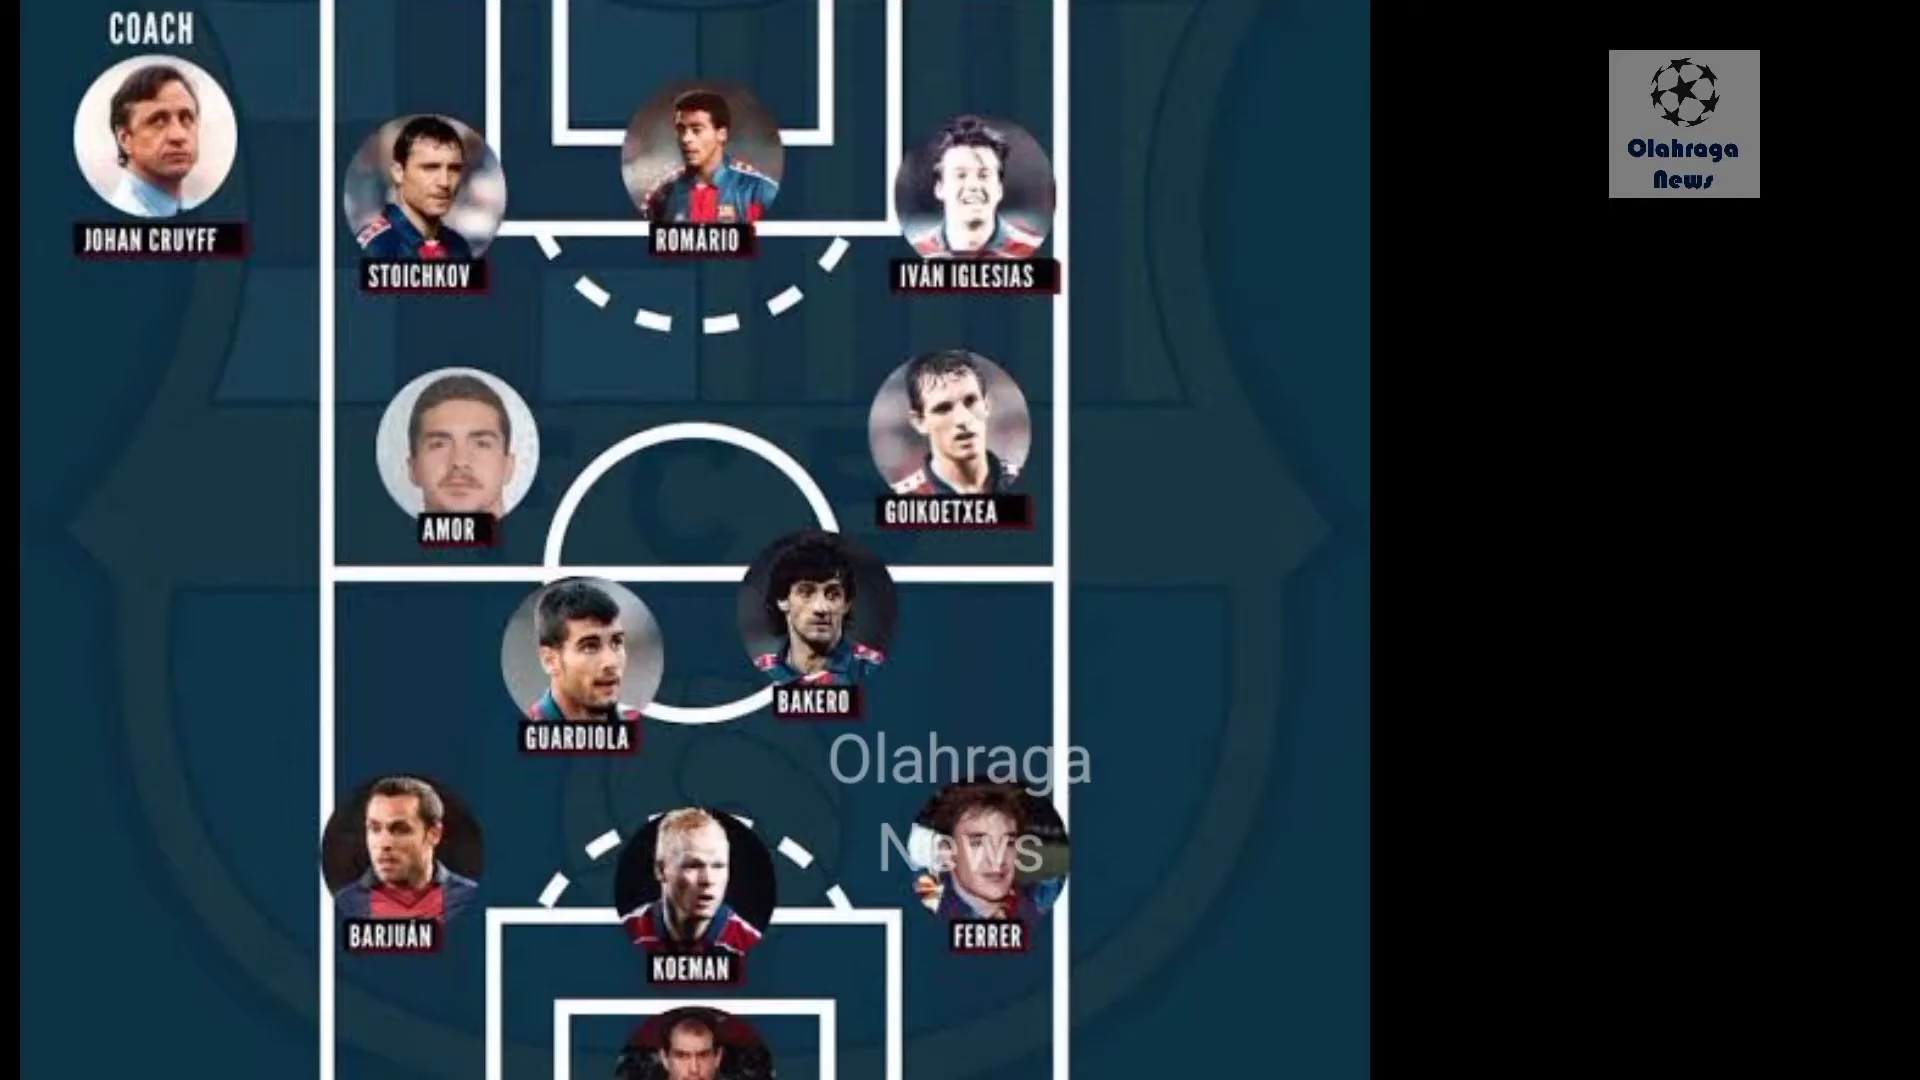 COACH
JOHAN CRUYFF
STOICHKOV
ROMÁRIO
IVÁN IGLESIAS
AMOR
GOIKOETXEA
GUARDIOLA
BAKERO
BARJUÁN
KOEMAN
FERRER
Olahraga
News
Olahraga
News